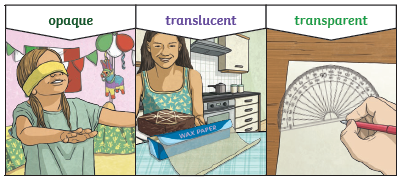 opaque
translucent
transparent
WAX PAPER